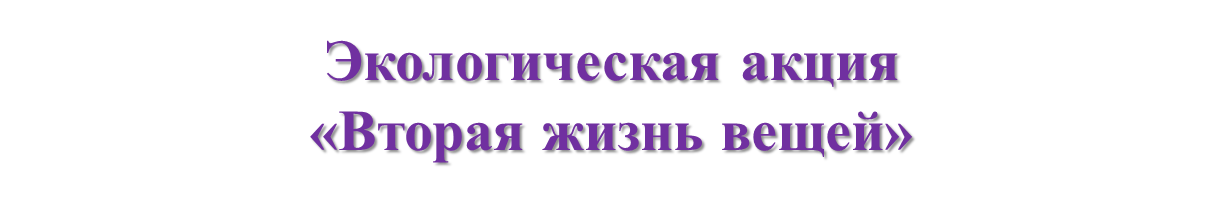 Экологическая акция
«Вторая жизнь вещей»